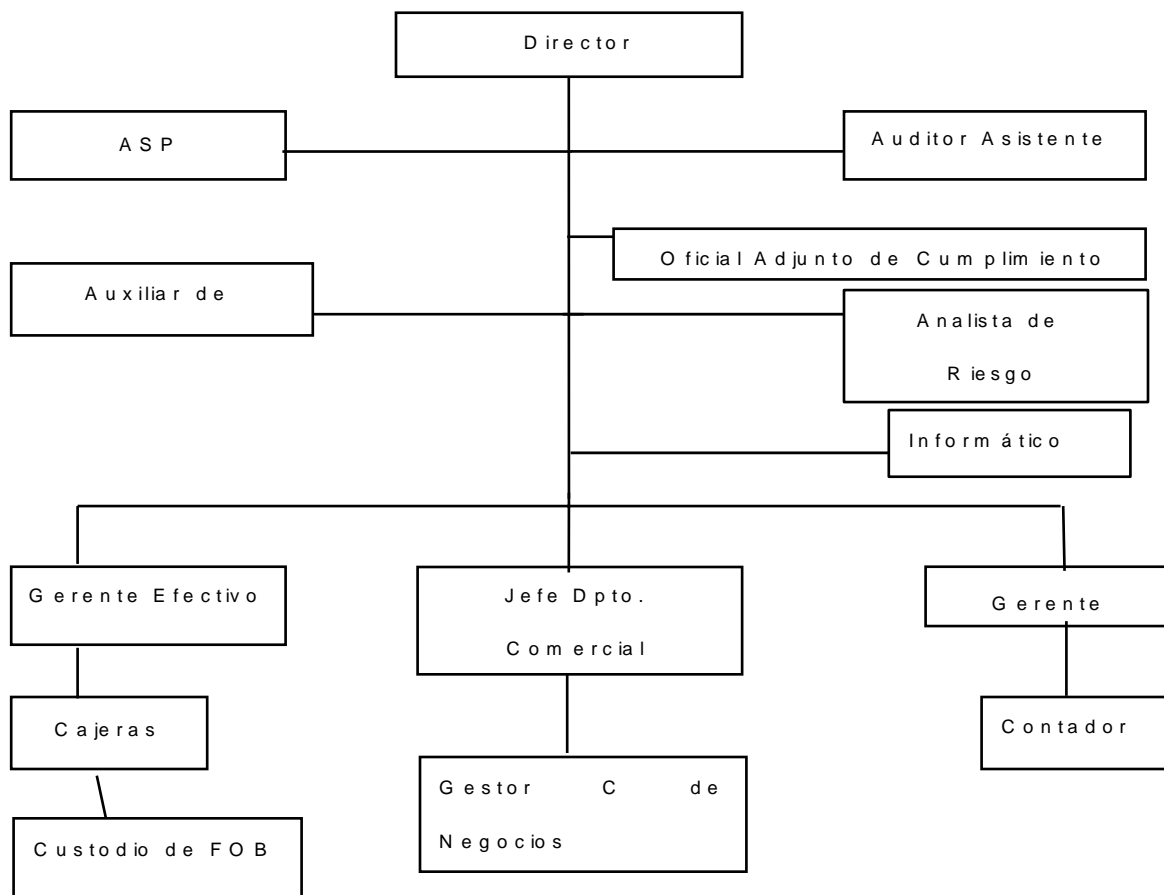 Director
ASP
Auditor Asistente
Oficial Adjunto de Cumplimiento
Auxiliar de
Analista de
Riesgo
Informático
Gerente Efectivo
Jefe Dpto.
Comercial
Gerente
Cajeras
Contador
Gestor C de
Negocios
Custodio de FOB